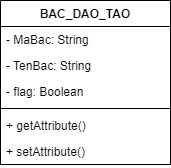 BAC_DAO_TAO
- MaBac: String
- TenBac: String
- flag: Boolean
+ getAttribute()
+ setAttribute()